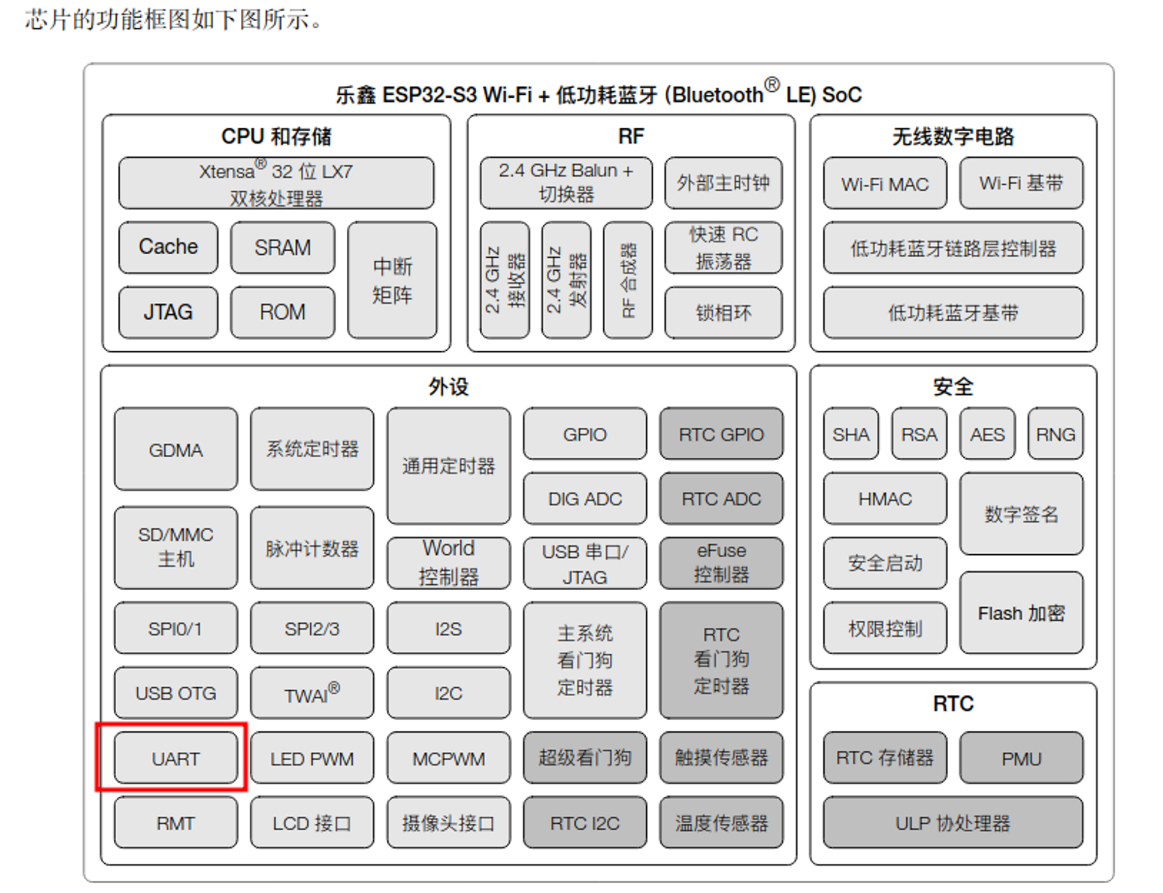 芯片的功能框图如下图所示。
乐鑫 ESP32-S3 Wi-Fi + 低功耗蓝牙 (Bluetooth® LE) SoC
CPU 和存储
Xtensa® 32 位 LX7
双核处理器
Cache
SRAM
中断
矩阵
JTAG
ROM
RF
2.4 GHz Balun +
切换器
外部主时钟
2.4 GHz
接收器
2.4 GHz
发射器
RF 合成器
快速 RC
振荡器
锁相环
无线数字电路
Wi-Fi MAC
Wi-Fi 基带
低功耗蓝牙链路层控制器
低功耗蓝牙基带
外设
GDMA
系统定时器
通用定时器
GPIO
RTC GPIO
DIG ADC
RTC ADC
SD/MMC
主机
脉冲计数器
World
控制器
USB 串口/
JTAG
eFuse
控制器
SPI0/1
SPI2/3
I2S
主系统
看门狗
定时器
RTC
看门狗
定时器
USB OTG
TWAI®
I2C
UART
LED PWM
MCPWM
超级看门狗
触摸传感器
RMT
LCD 接口
摄像头接口
RTC I2C
温度传感器
安全
SHA
RSA
AES
RNG
HMAC
数字签名
安全启动
Flash 加密
权限控制
RTC
RTC 存储器
PMU
ULP 协处理器